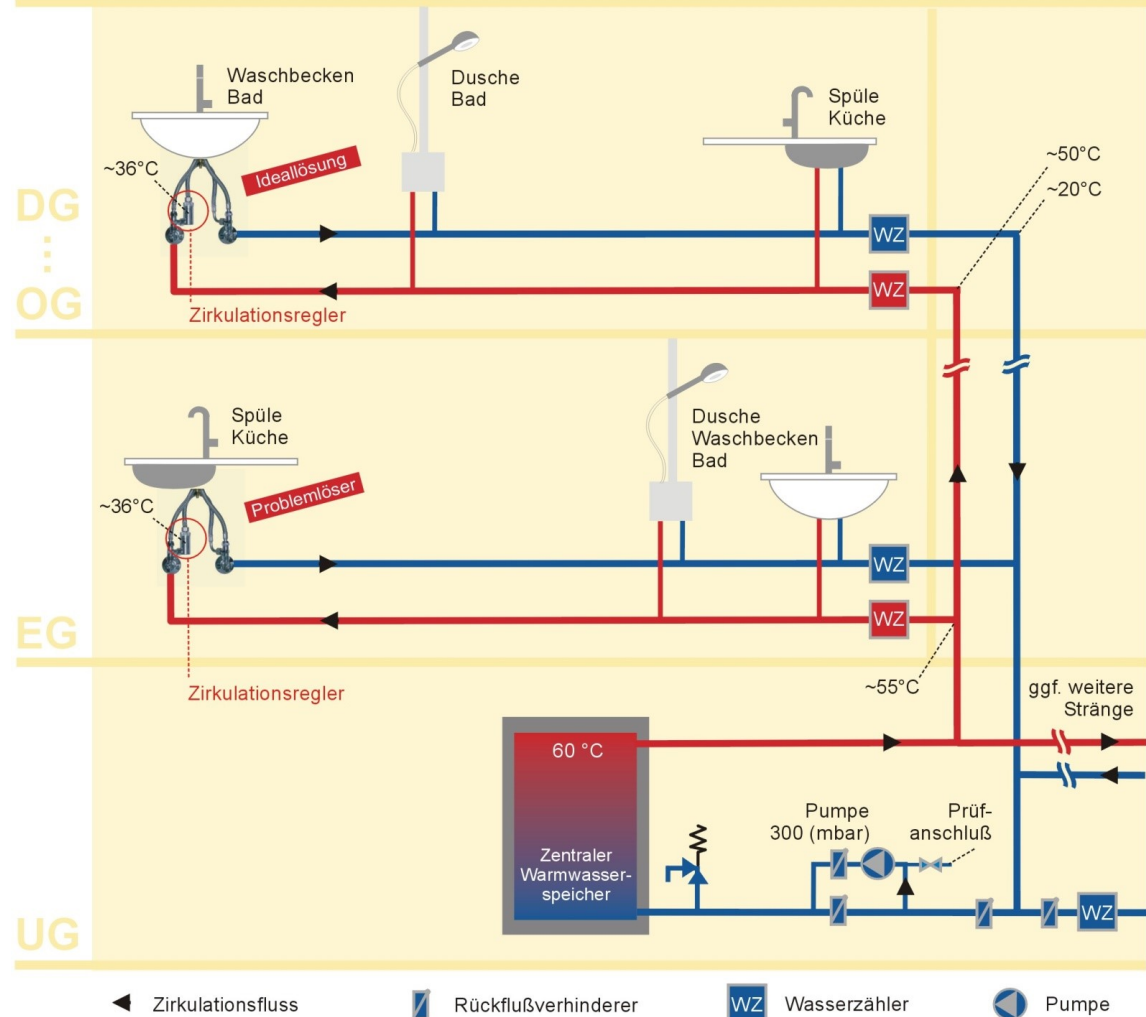 Waschbecken
Bad
Dusche
Bad
Spüle
Küche
~36°C
Ideallösung
~50°C
~20°C
DG
OG
WZ
WZ
Zirkulationsregler
Spüle
Küche
Dusche
Waschbecken
Bad
~36°C
Problemlöser
WZ
WZ
EG
Zirkulationsregler
~55°C
ggf. weitere
Stränge
60 °C
Zentraler
Warmwasser-
speicher
Pumpe
300 (mbar)
Prüf-
anschluß
WZ
UG
Zirkulationsfluss
Rückflußverhinderer
WZ
Wasserzähler
Pumpe